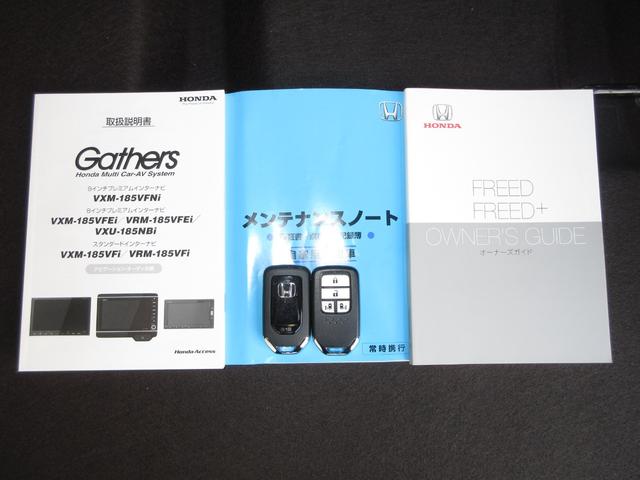 HONDA
取扱説明書
Gathers
Honda Multi Car-AV System
9インチプレミアムインターナビ
VXM-185VFNi
8インチプレミアムインターナビ
VXM-185VFEi/VRM-185VFEi/
VXU-185NBi
スタンダードインターナビ
VXM-185VFi/VRM-185VFi
Honda Access
メンテナンスノート
常時携行
HONDA
FREED
FREED+
OWNER'S GUIDE
オーナーズガイド